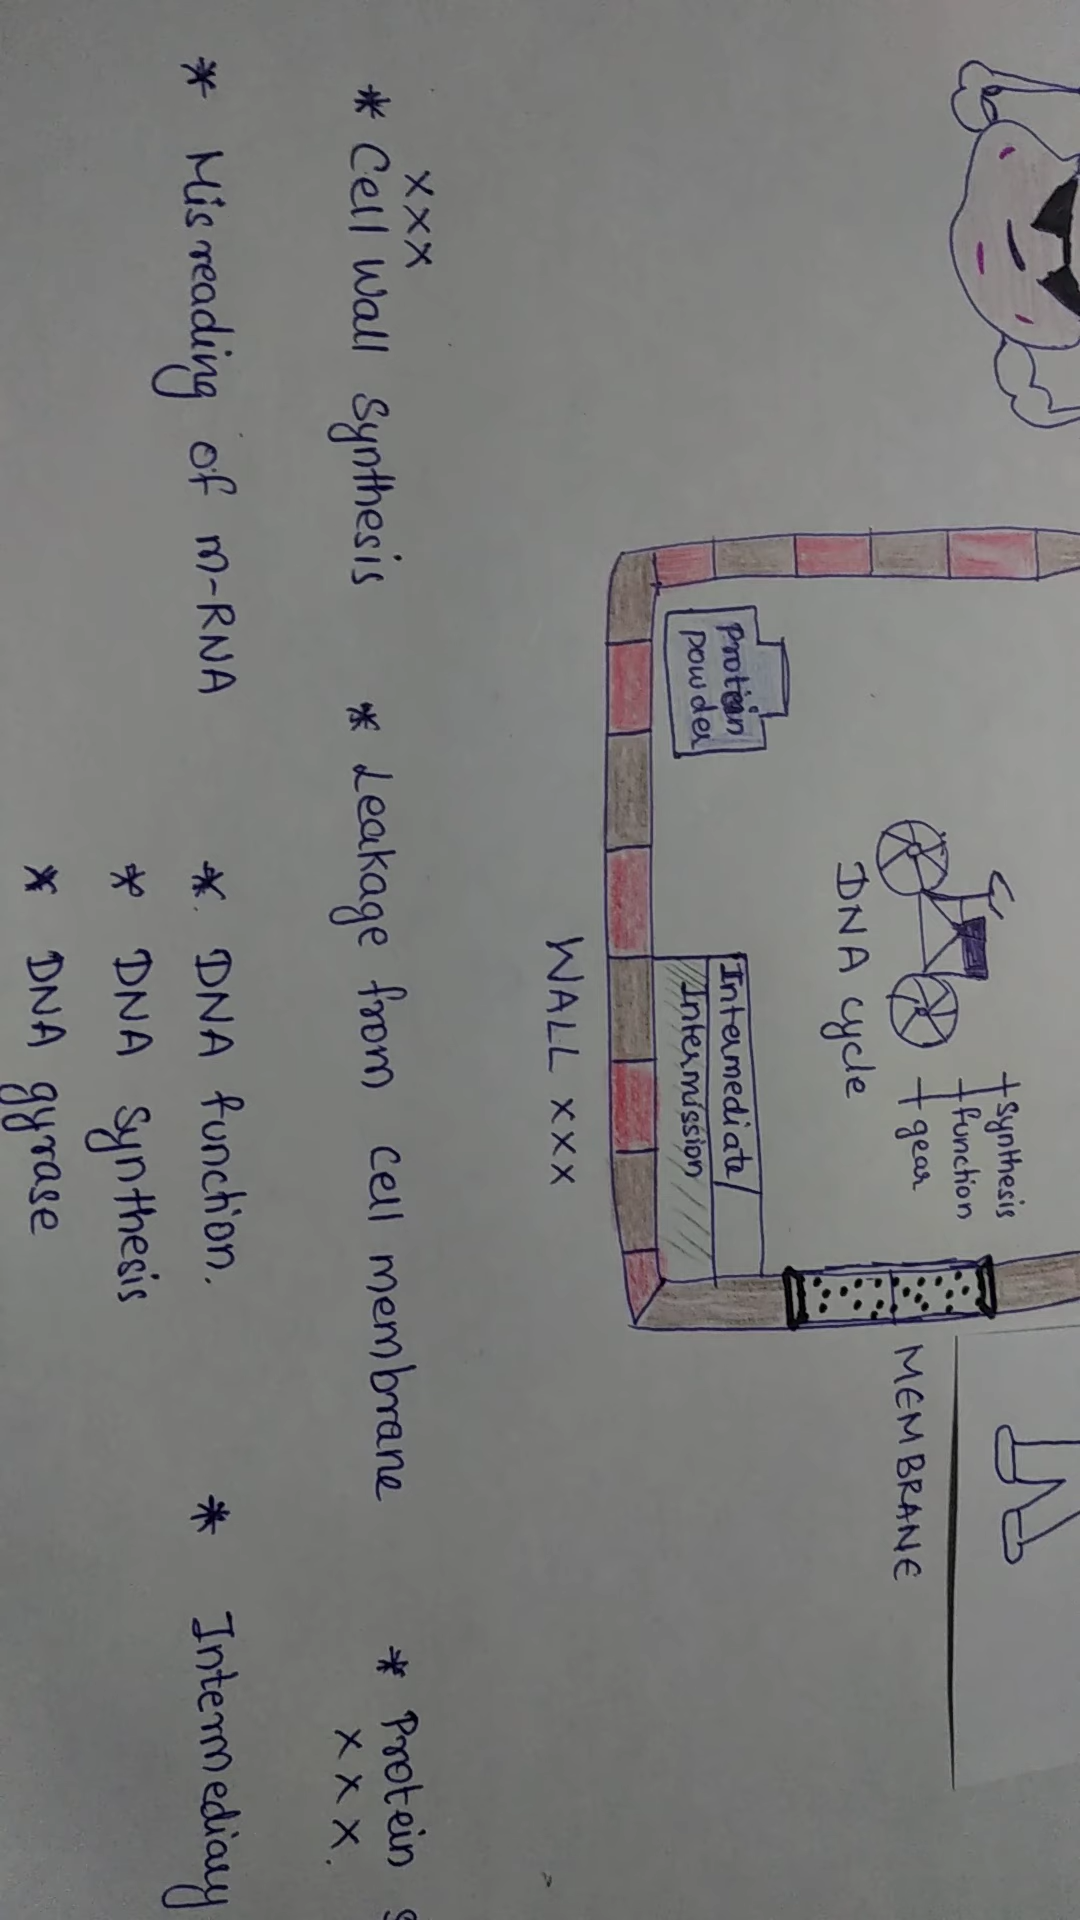 + Synthesis
+ function
+ gear
DNA cycle
Protein
powder
Intermediate/
Intermission
MEMBRANE
WALL xxx
xxx
* Cell Wall Synthesis * Leakage from cell membrane * Protein
xxx.
* Misreading of m-RNA * DNA function. * Intermediary
* DNA Synthesis
* DNA gyrase